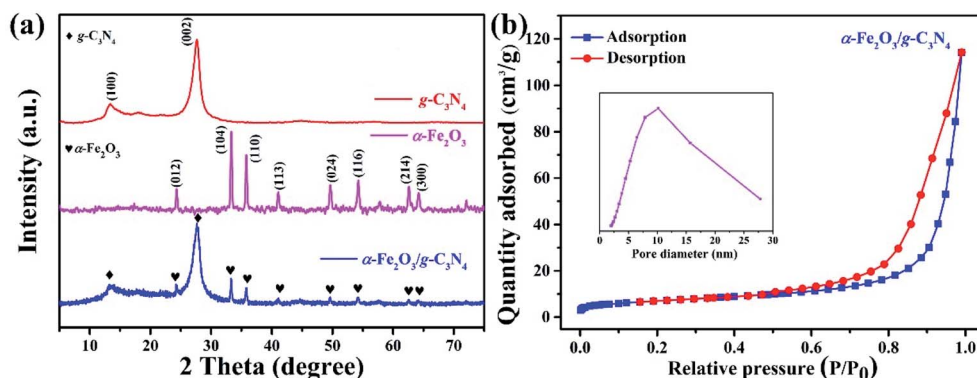 (a)
◆ g-C₃N₄
(002)
(100)
g-C₃N₄
♥ α-Fe₂O₃
α-Fe₂O₃
(012)
(104)
(110)
(113)
(024)
(116)
(214)
(300)
α-Fe₂O₃/g-C₃N₄
Intensity (a.u.)
10 20 30 40 50 60 70
2 Theta (degree)
(b)
Adsorption
Desorption
α-Fe₂O₃/g-C₃N₄
Quantity adsorbed (cm³/g)
120
100
80
60
40
20
0
0 5 10 15 20 25 30
Pore diameter (nm)
0.0 0.2 0.4 0.6 0.8 1.0
Relative pressure (P/P₀)